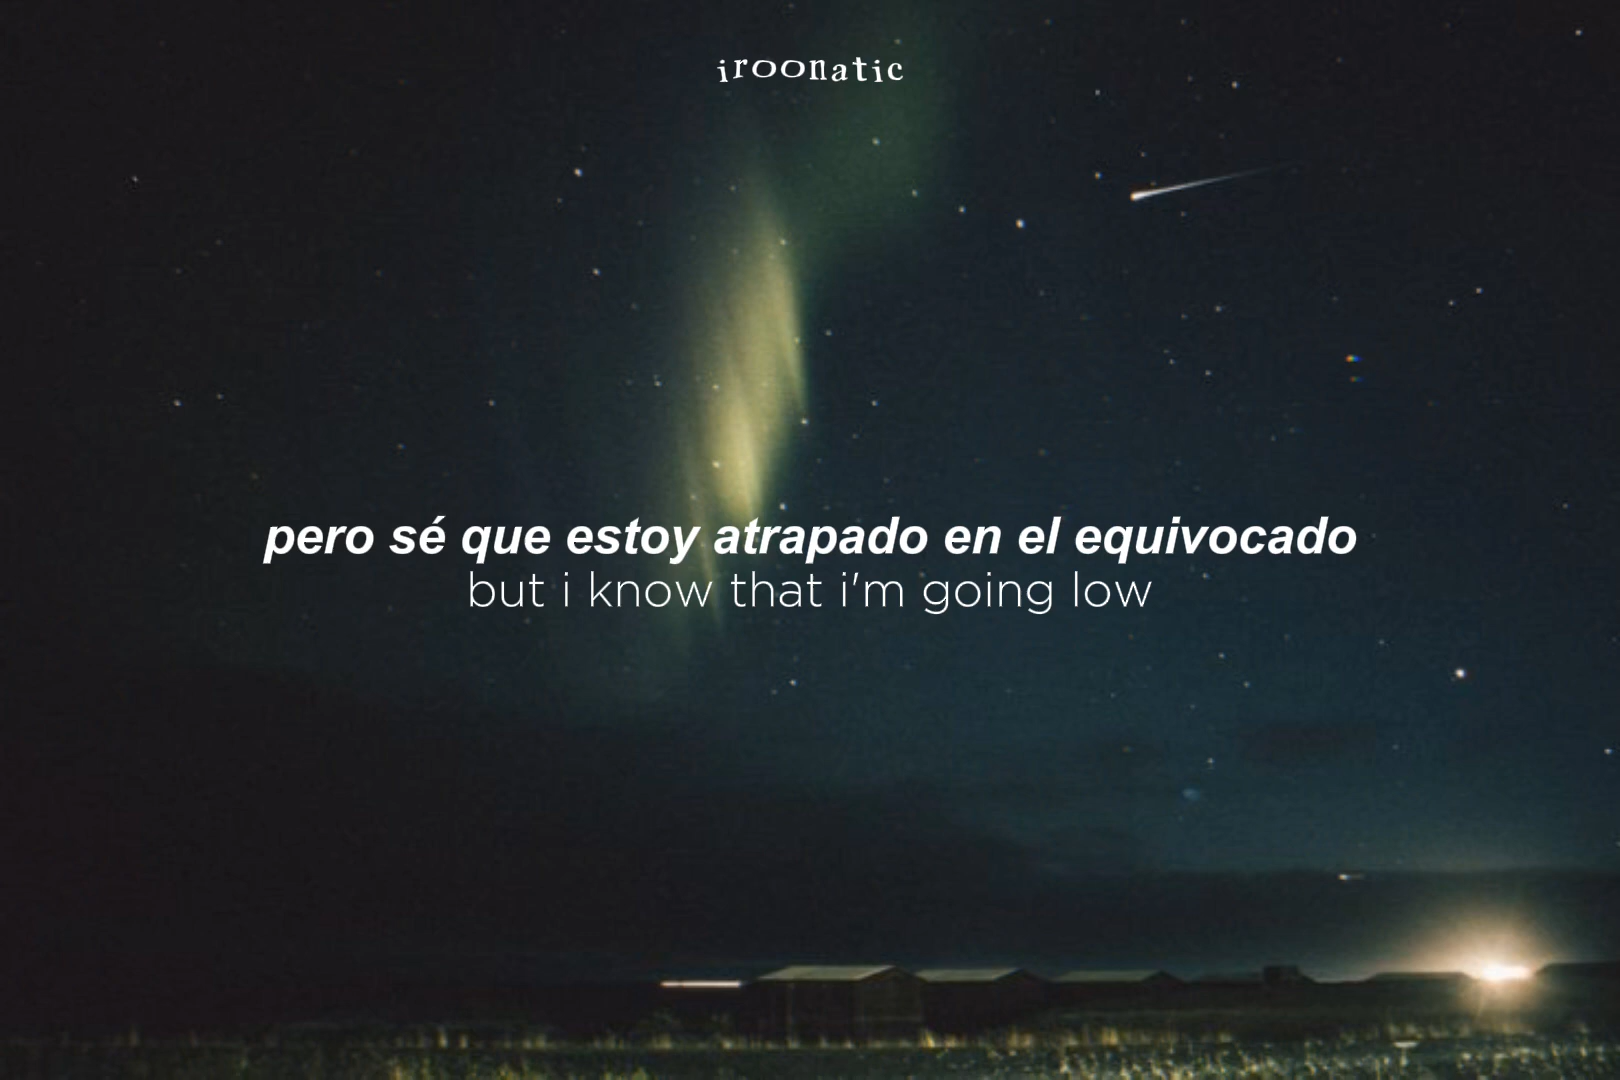 iroonatic
pero sé que estoy atrapado en el equivocado
but i know that i'm going low